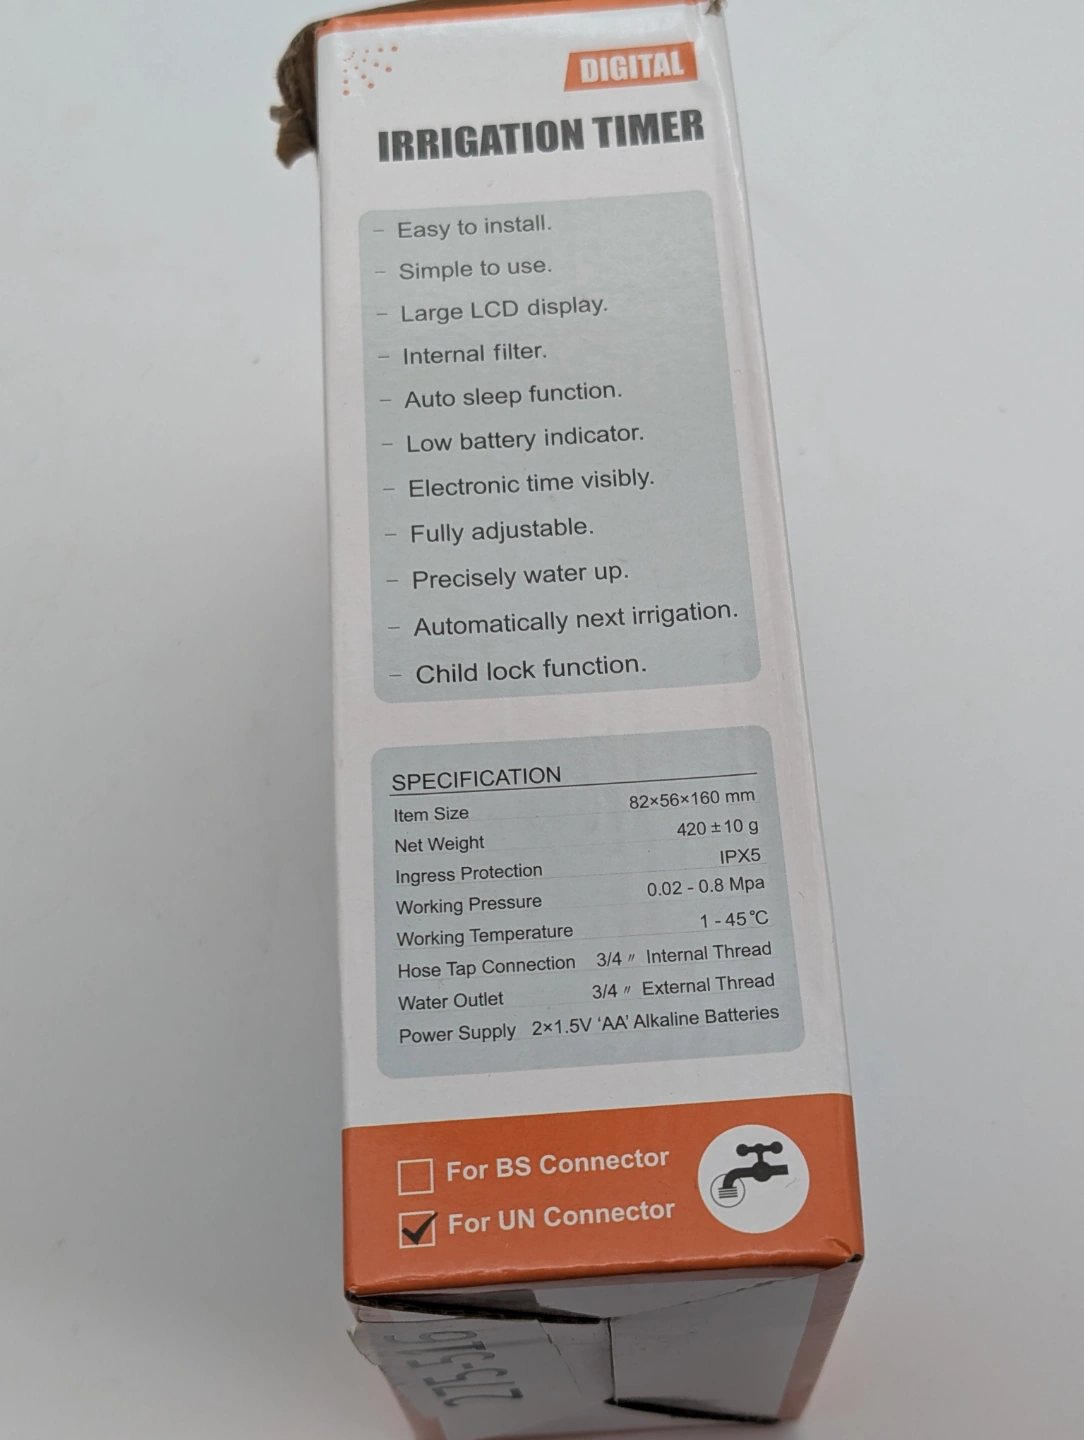 DIGITAL
IRRIGATION TIMER
– Easy to install.
– Simple to use.
– Large LCD display.
– Internal filter.
– Auto sleep function.
– Low battery indicator.
– Electronic time visibly.
– Fully adjustable.
– Precisely water up.
– Automatically next irrigation.
– Child lock function.
SPECIFICATION
Item Size 82×56×160 mm
Net Weight 420±10 g
Ingress Protection IPX5
Working Pressure 0.02 - 0.8 Mpa
Working Temperature 1 - 45℃
Hose Tap Connection 3/4 〃 Internal Thread
Water Outlet 3/4 〃 External Thread
Power Supply 2×1.5V ‘AA’ Alkaline Batteries
For BS Connector
For UN Connector